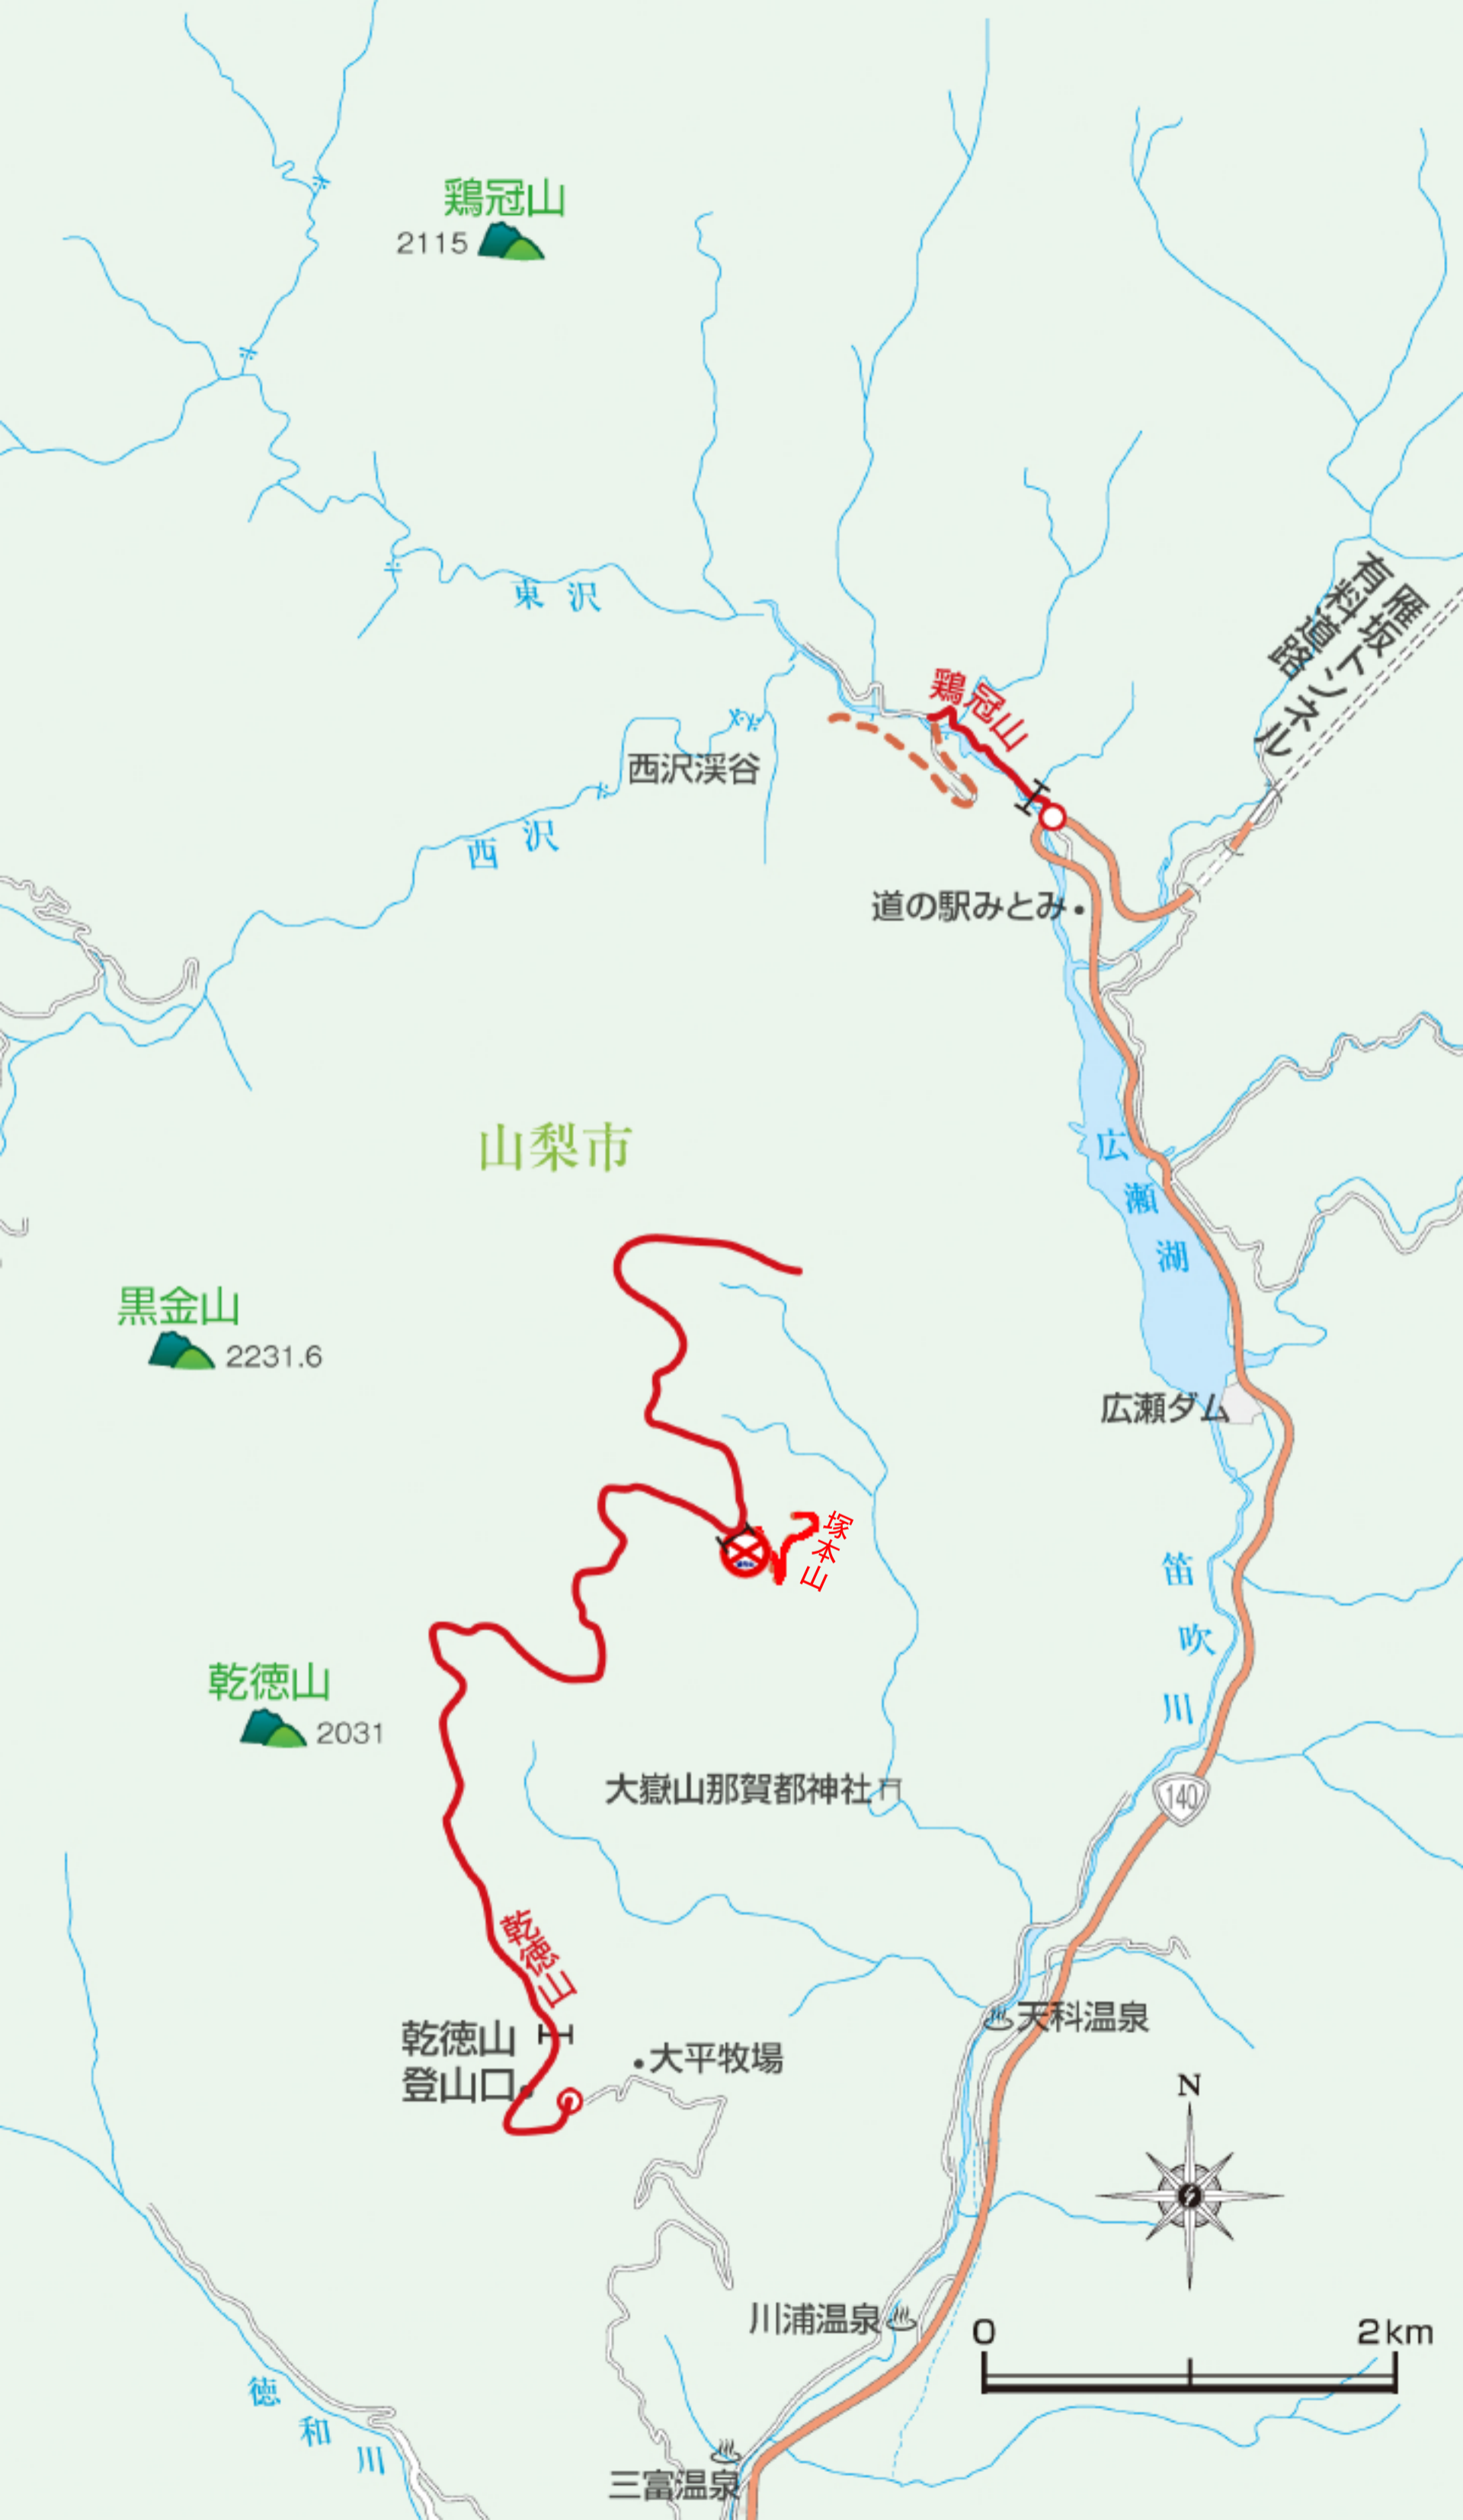 鶏冠山
2115
東沢
有料道路
雁坂トンネル
鶏冠山
西沢渓谷
西沢
道の駅みとみ
広瀬湖
山梨市
黒金山
2231.6
広瀬ダム
塚本山
笛吹川
乾徳山
2031
大嶽山那賀都神社
140
乾徳山
天科温泉
乾徳山
登山口
大平牧場
N
川浦温泉
0 2km
徳和川
三富温泉